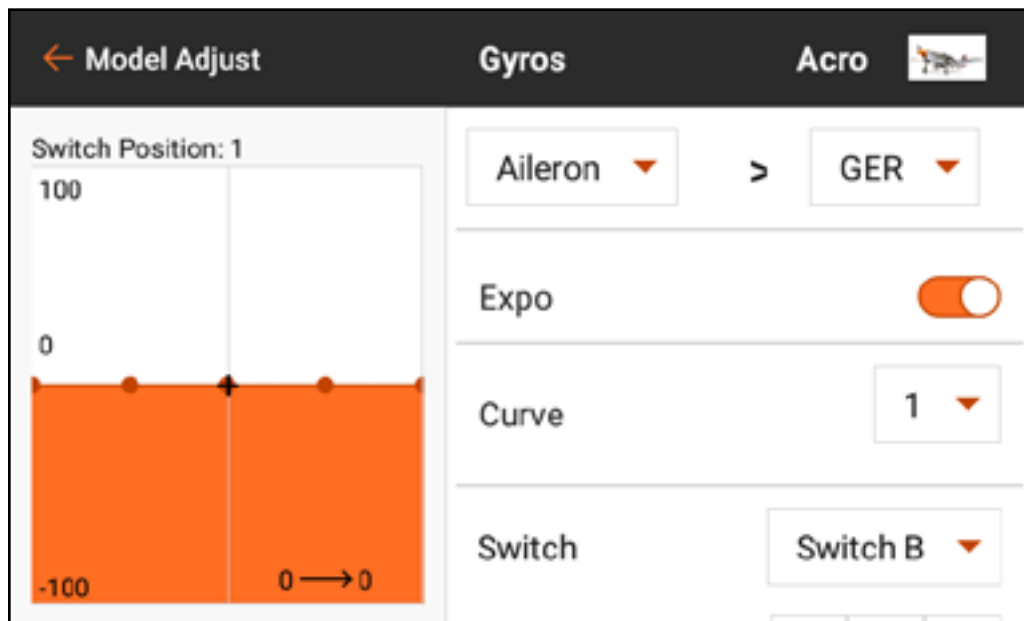 ← Model Adjust Gyros Acro
Switch Position: 1
100
0
-100
0 → 0
Aileron > GER
Expo
Curve 1
Switch Switch B